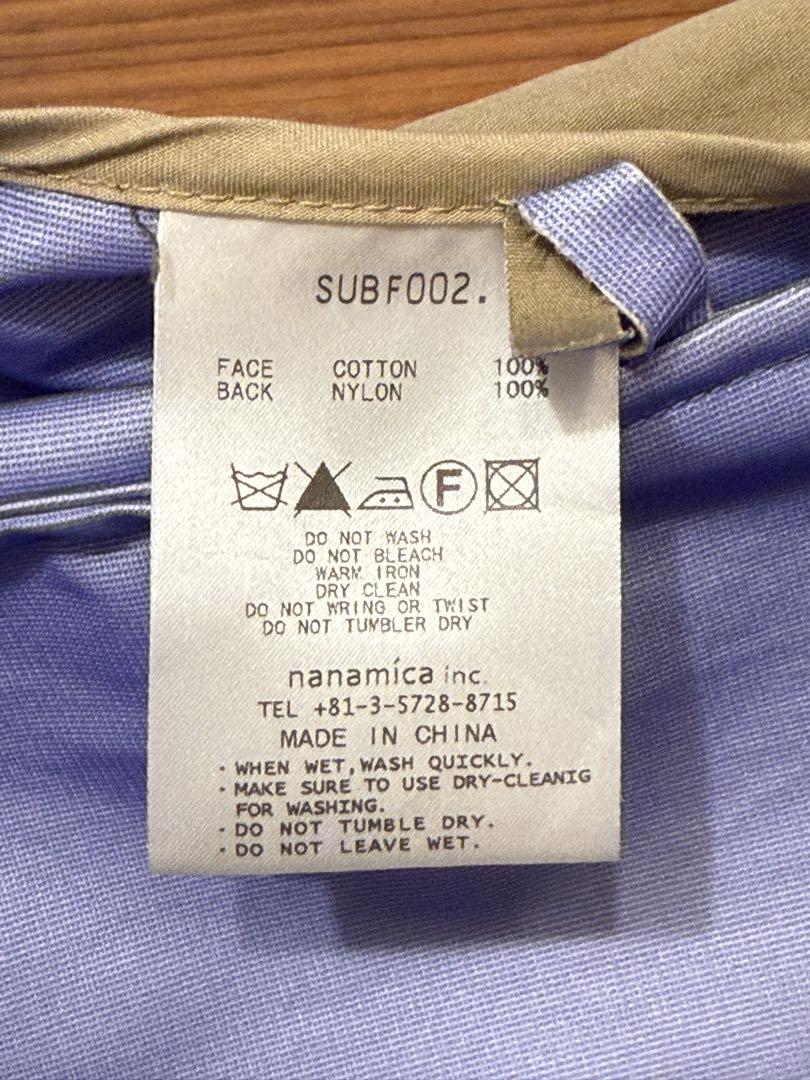 SUBF002.
FACE COTTON 100%
BACK NYLON 100%
F
DO NOT WASH
DO NOT BLEACH
WARM IRON
DRY CLEAN
DO NOT WRING OR TWIST
DO NOT TUMBLER DRY
nanamíca inc.
TEL +81-3-5728-8715
MADE IN CHINA
・WHEN WET,WASH QUICKLY.
・MAKE SURE TO USE DRY-CLEANIG
FOR WASHING.
・DO NOT TUMBLE DRY.
・DO NOT LEAVE WET.